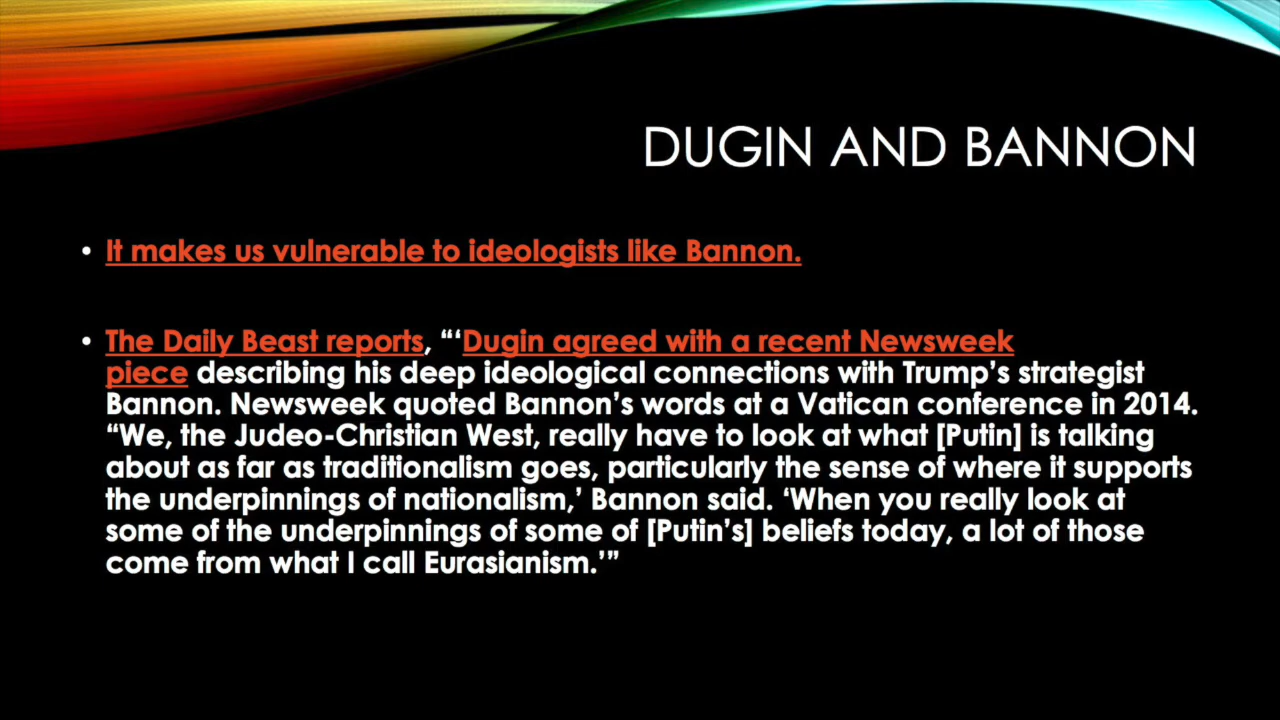 DUGIN AND BANNON
• It makes us vulnerable to ideologists like Bannon.
• The Daily Beast reports, “‘Dugin agreed with a recent Newsweek
piece describing his deep ideological connections with Trump’s strategist
Bannon. Newsweek quoted Bannon’s words at a Vatican conference in 2014.
“We, the Judeo-Christian West, really have to look at what [Putin] is talking
about as far as traditionalism goes, particularly the sense of where it supports
the underpinnings of nationalism,’ Bannon said. ‘When you really look at
some of the underpinnings of some of [Putin’s] beliefs today, a lot of those
come from what I call Eurasianism.’”